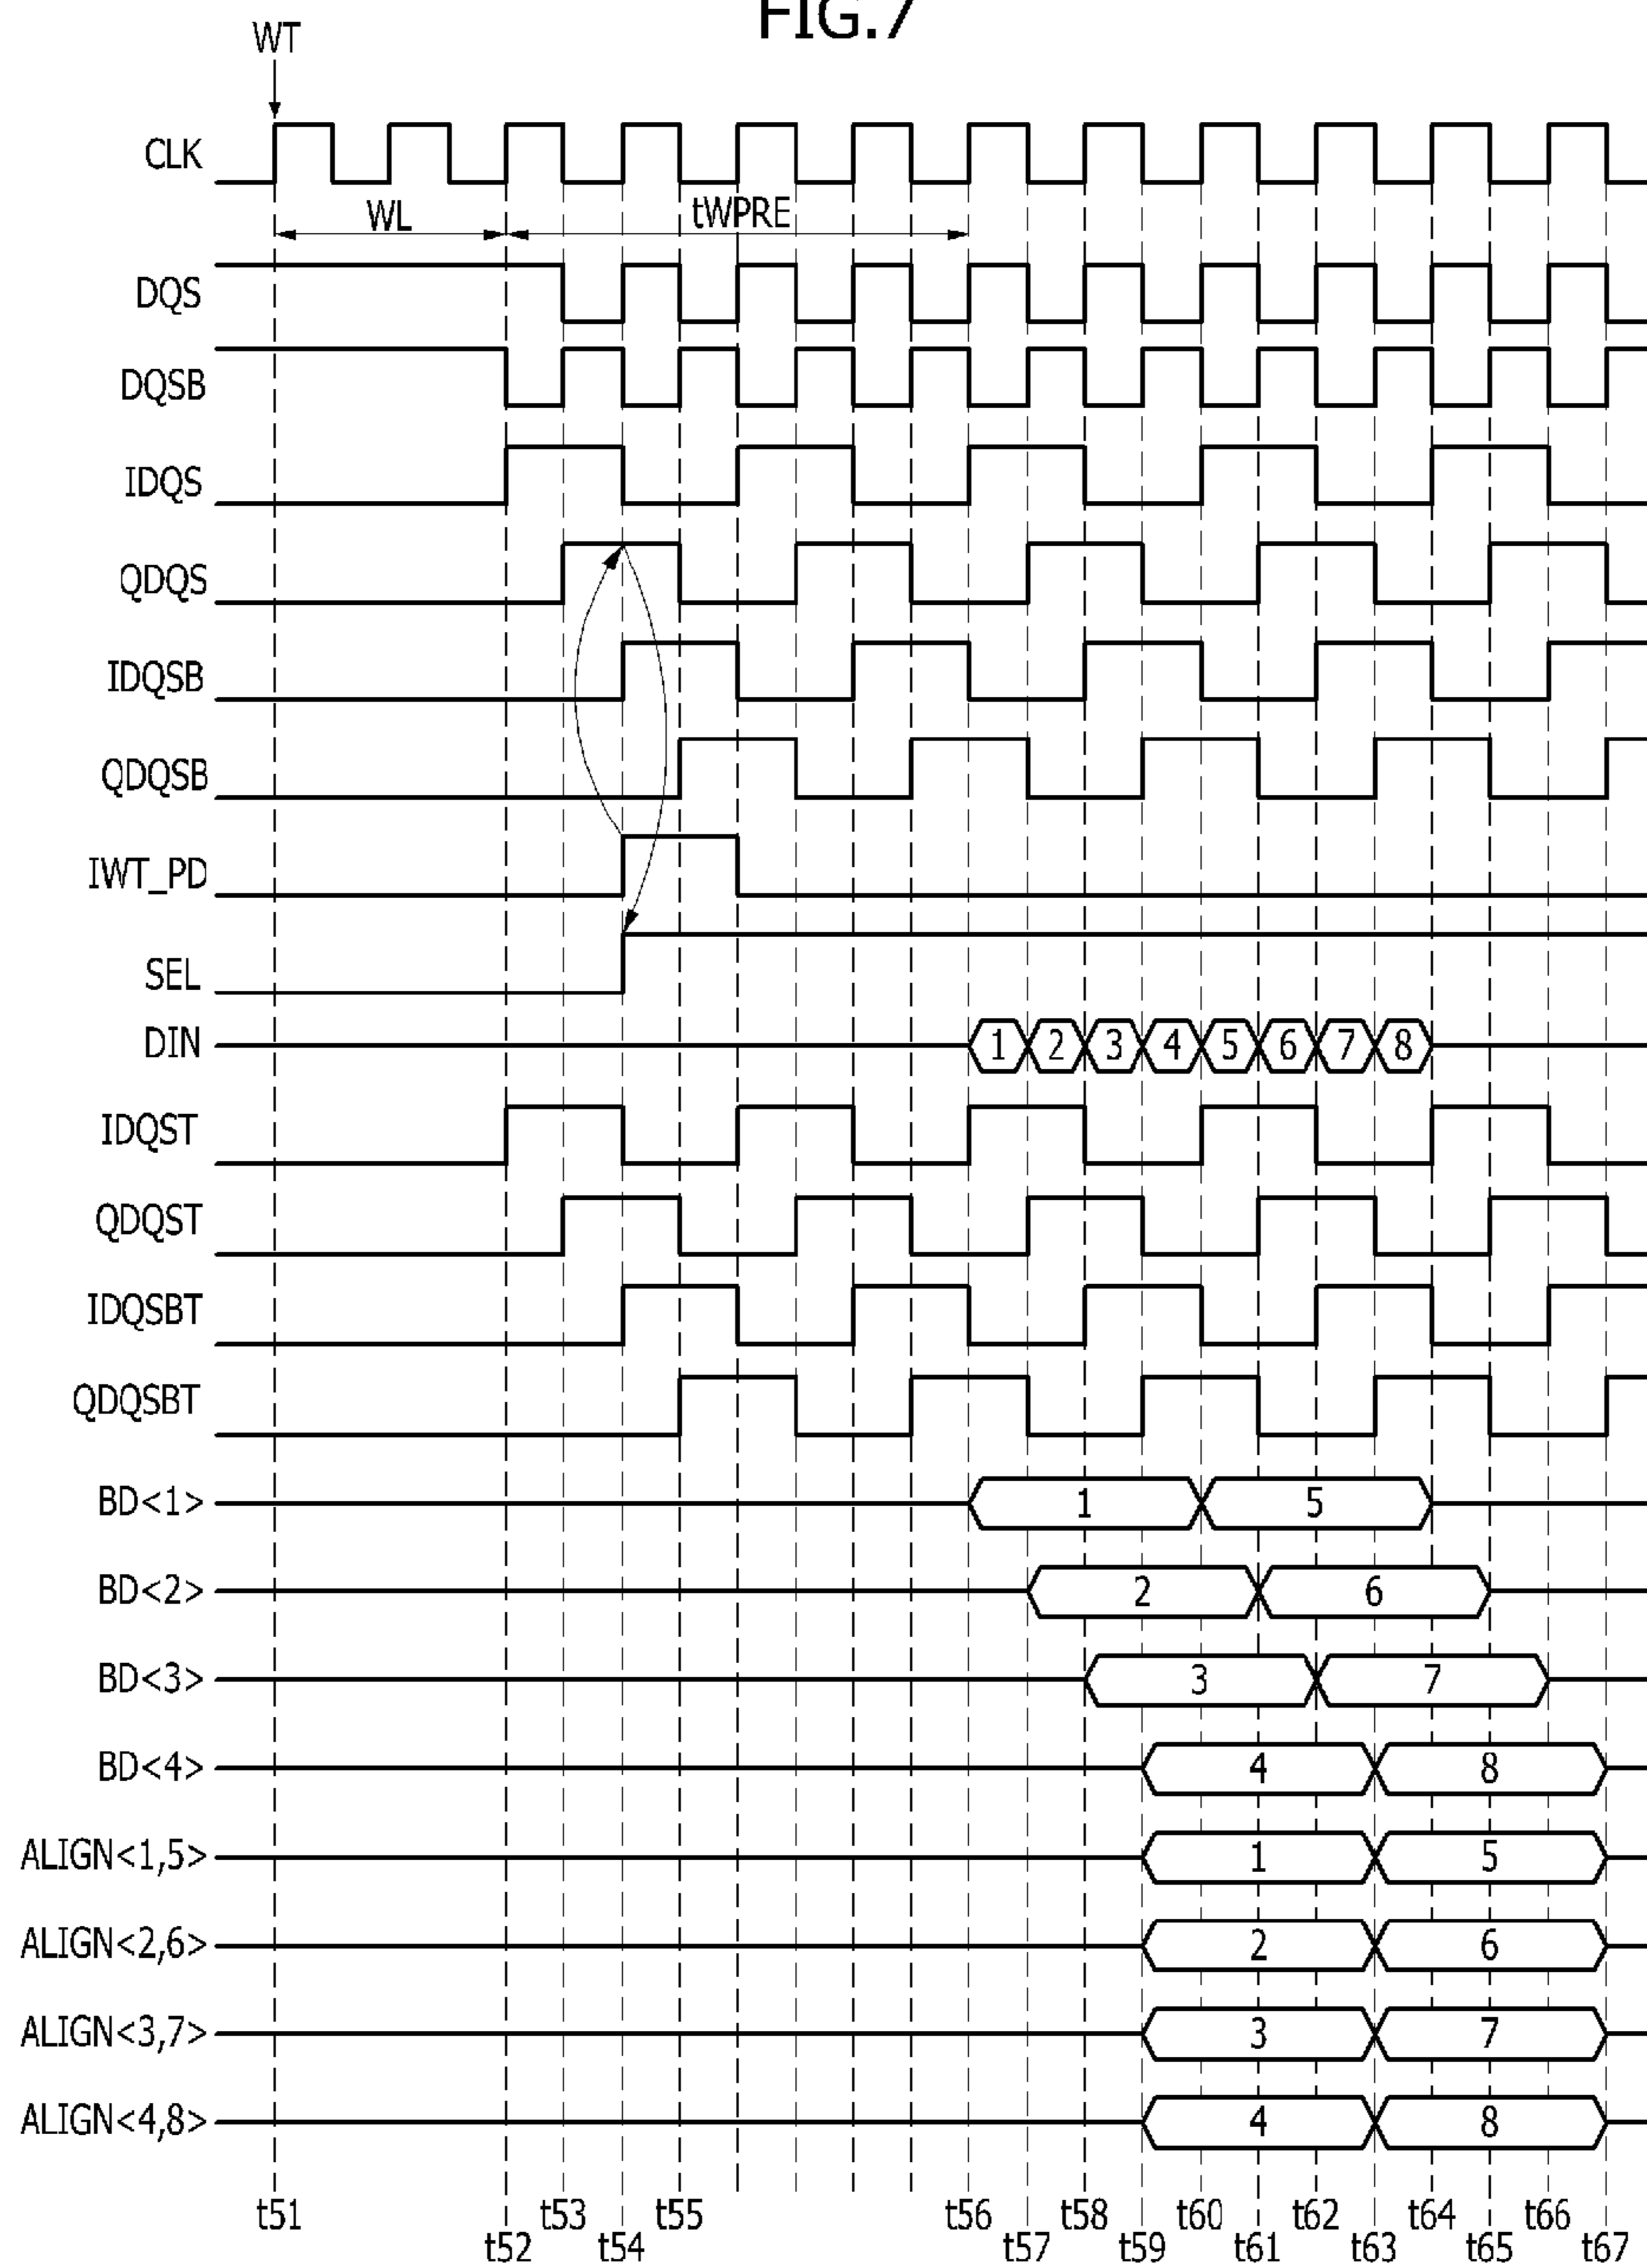 FIG.7
WT
CLK
WL tWPRE
DQS
DQSB
IDQS
QDQS
IDQSB
QDQSB
IWT_PD
SEL
DIN 1 2 3 4 5 6 7 8
IDQST
QDQST
IDQSBT
QDQSBT
BD<1> 1 5
BD<2> 2 6
BD<3> 3 7
BD<4> 4 8
ALIGN<1,5> 1 5
ALIGN<2,6> 2 6
ALIGN<3,7> 3 7
ALIGN<4,8> 4 8
t51 t53 t55 t56 t58 t60 t62 t64 t66
t52 t54 t57 t59 t61 t63 t65 t67